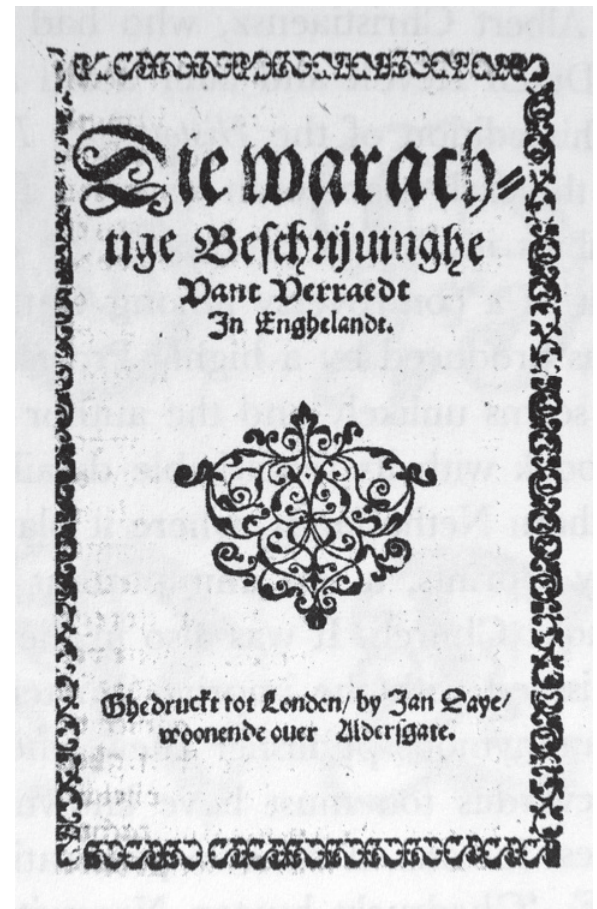 Die warach⸗
tige Beschrijuinghe
Vant Verraedt
In Enghelandt.
Ghedruckt tot Londen/ by Jan Daye/
woonende ouer Aldersgate.